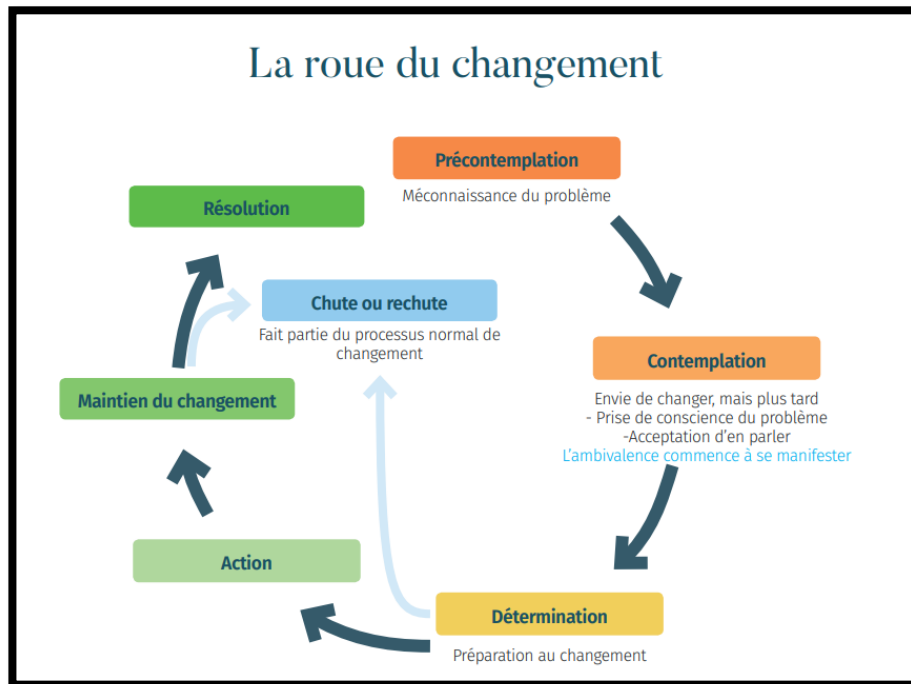 La roue du changement
Précontemplation
Méconnaissance du problème
Résolution
Chute ou rechute
Fait partie du processus normal de
changement
Contemplation
Envie de changer, mais plus tard
- Prise de conscience du problème
-Acceptation d'en parler
L'ambivalence commence à se manifester
Maintien du changement
Action
Détermination
Préparation au changement